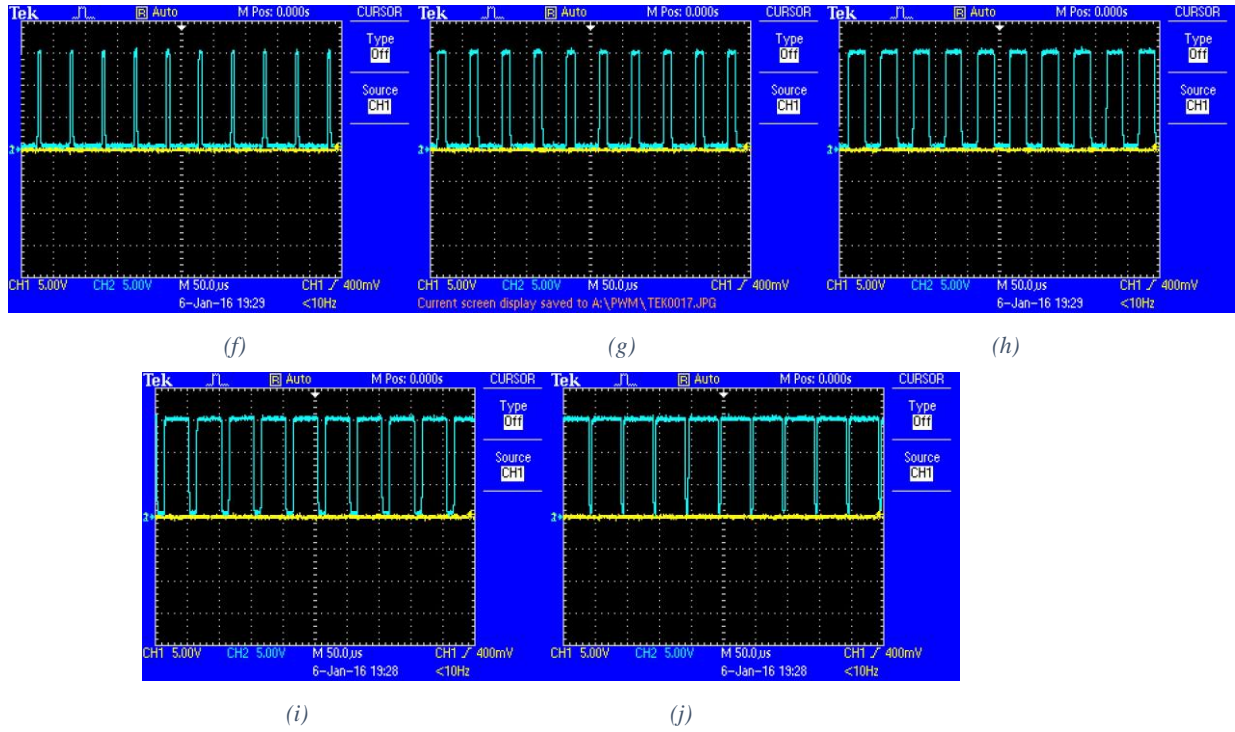 Tek R Auto M Pos: 0.000s CURSOR
Type
Off
Source
CH1
2
CH1 5.00V CH2 5.00V M 50.0µs CH1 400mV
6-Jan-16 19:29 <10Hz
(f)
Tek R Auto M Pos: 0.000s CURSOR
Type
Off
Source
CH1
2
CH1 5.00V CH2 5.00V M 50.0µs CH1 400mV
Current screen display saved to A:\PWM\TEK0017.JPG
(g)
Tek R Auto M Pos: 0.000s CURSOR
Type
Off
Source
CH1
2
CH1 5.00V CH2 5.00V M 50.0µs CH1 400mV
6-Jan-16 19:29 <10Hz
(h)
Tek R Auto M Pos: 0.000s CURSOR
Type
Off
Source
CH1
2
CH1 5.00V CH2 5.00V M 50.0µs CH1 400mV
6-Jan-16 19:28 <10Hz
(i)
Tek R Auto M Pos: 0.000s CURSOR
Type
Off
Source
CH1
2
CH1 5.00V CH2 5.00V M 50.0µs CH1 400mV
6-Jan-16 19:28 <10Hz
(j)